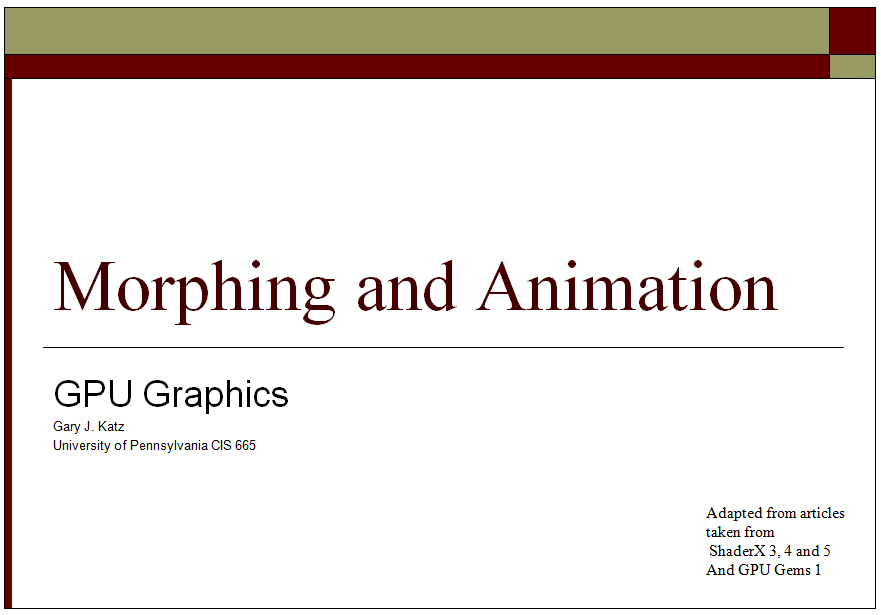 Morphing and Animation
GPU Graphics
Gary J. Katz
University of Pennsylvania CIS 665
Adapted from articles
taken from
ShaderX 3, 4 and 5
And GPU Gems 1